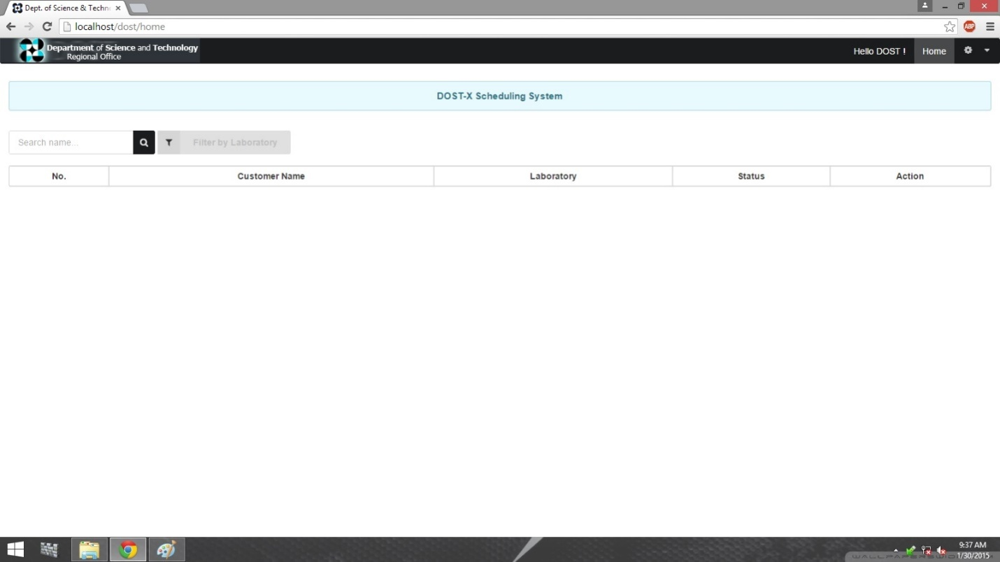 Dept. of Science & Techn
localhost/dost/home
ABP
Department of Science and Technology
Regional Office
Hello DOST !
Home
DOST-X Scheduling System
Search name...
Filter by Laboratory
No.
Customer Name
Laboratory
Status
Action
9:37 AM
1/30/2015